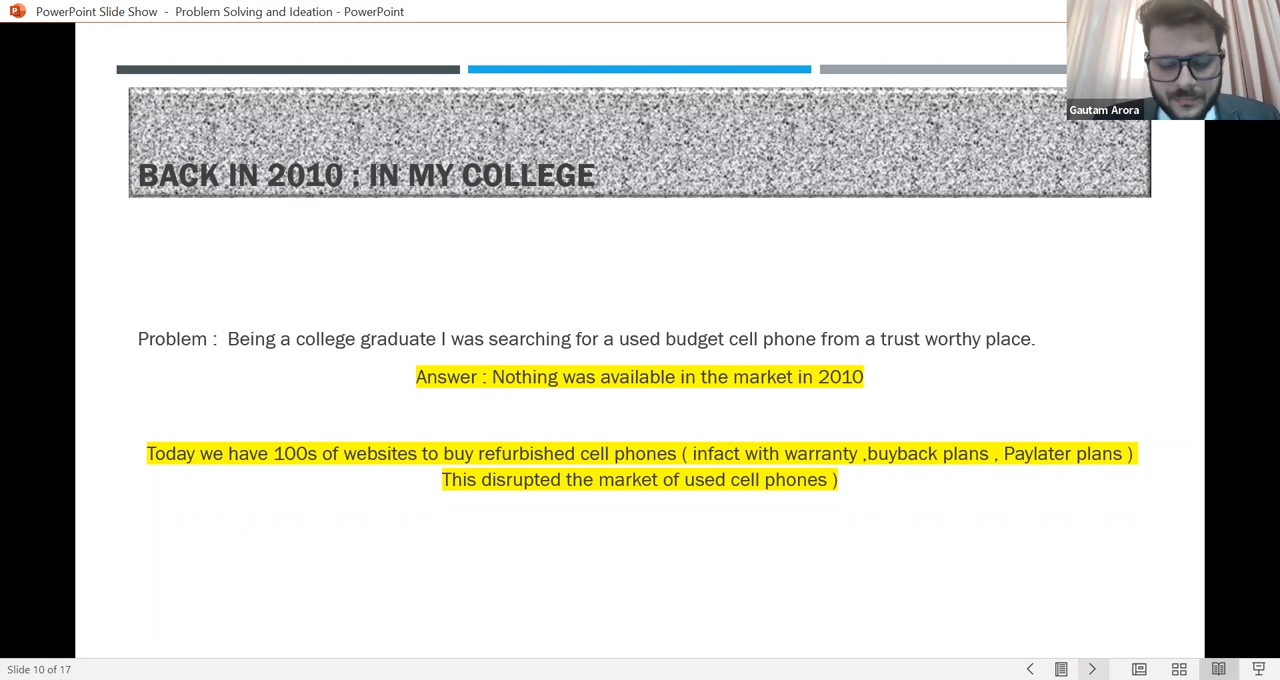 PowerPoint Slide Show - Problem Solving and Ideation - PowerPoint
Gautam Arora
BACK IN 2010 : IN MY COLLEGE
Problem : Being a college graduate I was searching for a used budget cell phone from a trust worthy place.
Answer : Nothing was available in the market in 2010
Today we have 100s of websites to buy refurbished cell phones ( infact with warranty ,buyback plans , Paylater plans )
This disrupted the market of used cell phones )
Slide 10 of 17